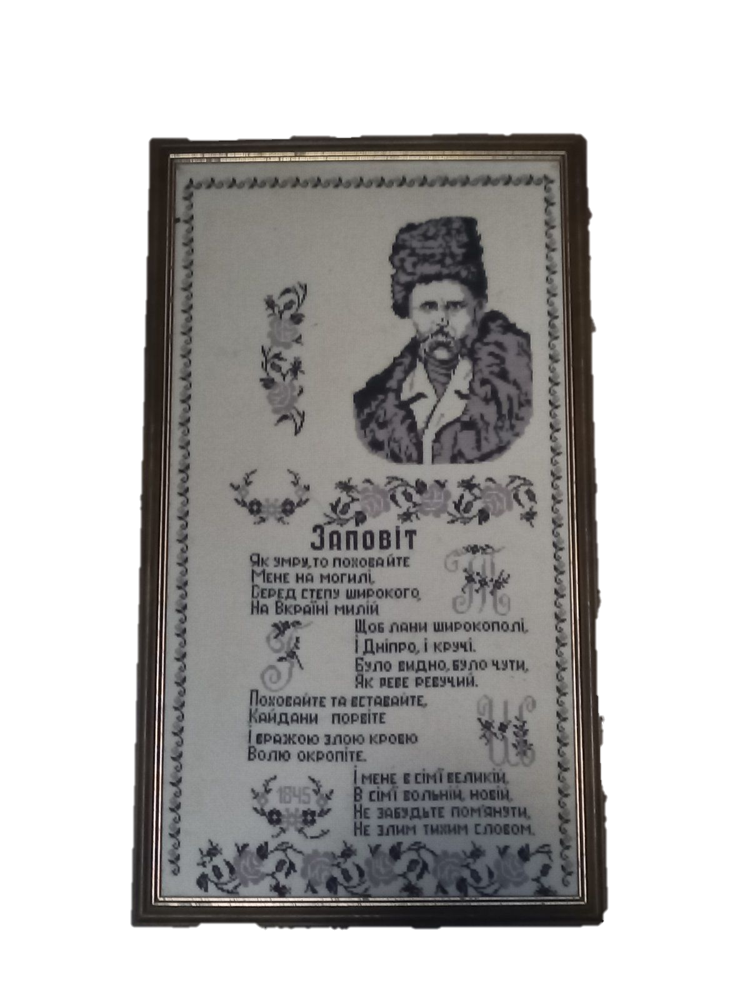 Заповіт
Як умру, то поховайте
Мене на могилі,
Серед степу широкого,
На Вкраїні милій
Т
Щоб лани широкополі,
І Дніпро, і кручі.
Було видно, було чути,
Як реве ревучий.
Г
Поховайте та вставайте,
Кайдани порвіте
І вражою злою кровю
Волю окропіте.
Ш
І мене в сім'ї великій,
В сім'ї вольній, новій,
Не забудьте пом'янути,
Не злим тихим словом.
1845